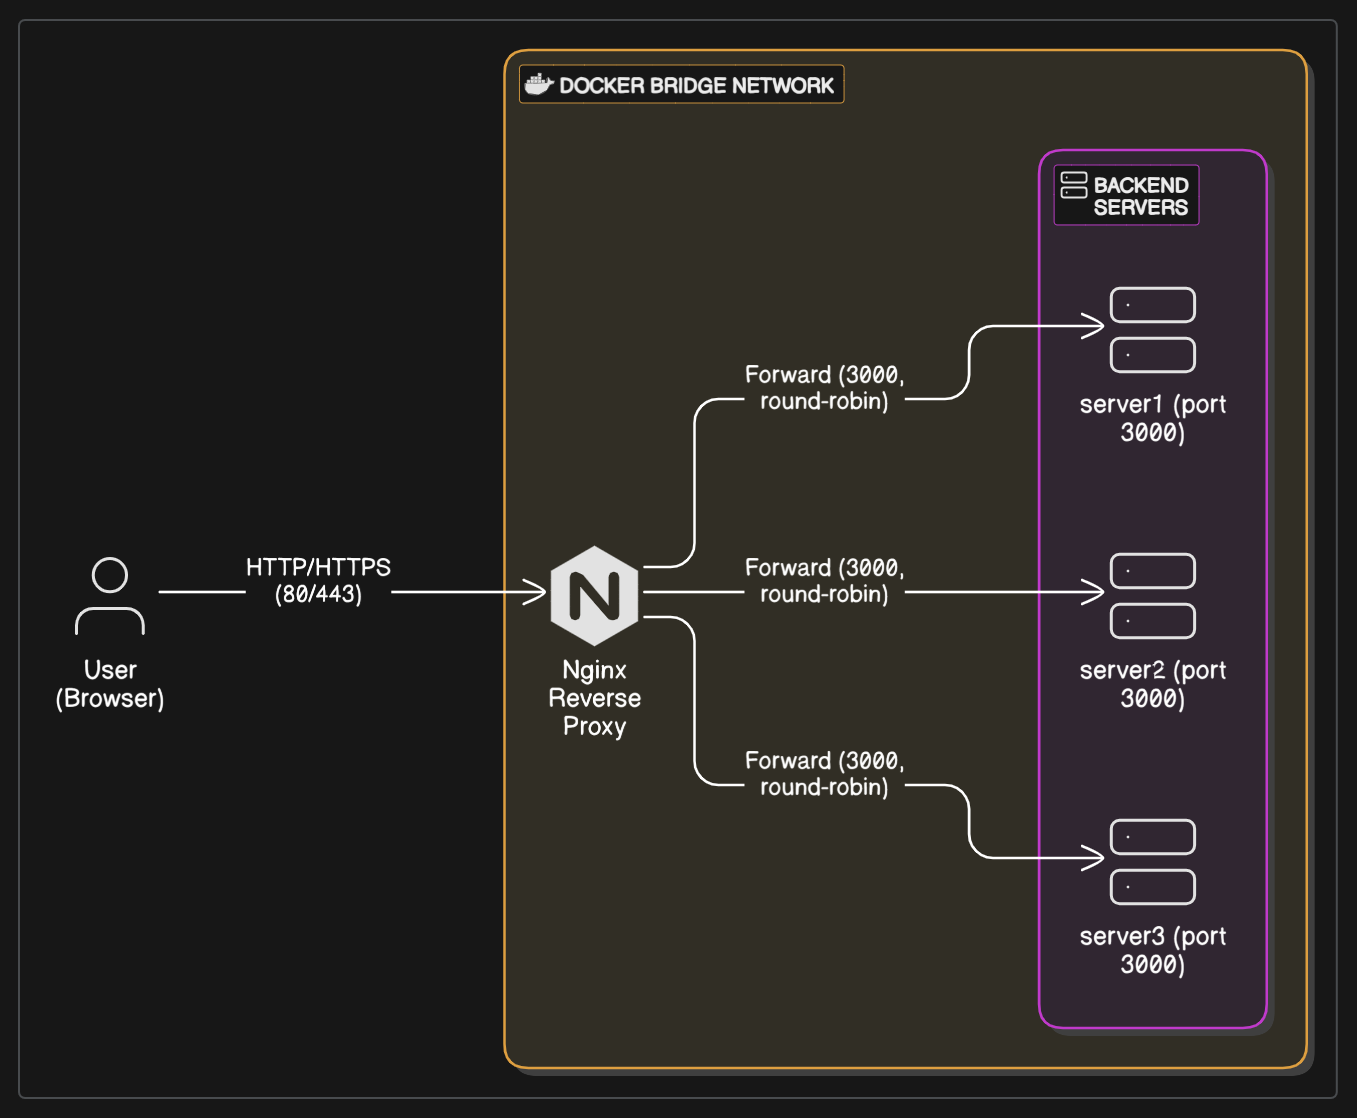 DOCKER BRIDGE NETWORK
BACKEND
SERVERS
Forward (3000,
round-robin)
server1 (port
3000)
HTTP/HTTPS
(80/443)
Forward (3000,
round-robin)
User
(Browser)
N
Nginx
Reverse
Proxy
server2 (port
3000)
Forward (3000,
round-robin)
server3 (port
3000)